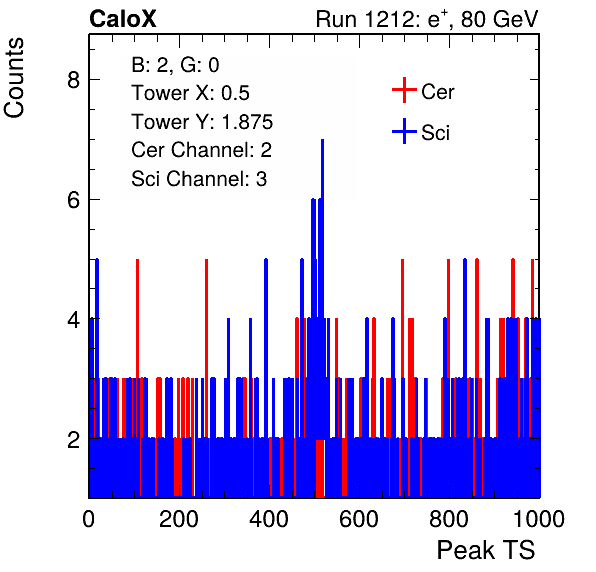 CaloX Run 1212: e+, 80 GeV
Counts
B: 2, G: 0
Tower X: 0.5
Tower Y: 1.875
Cer Channel: 2
Sci Channel: 3
Cer
Sci
8
6
4
2
0 200 400 600 800 1000
Peak TS